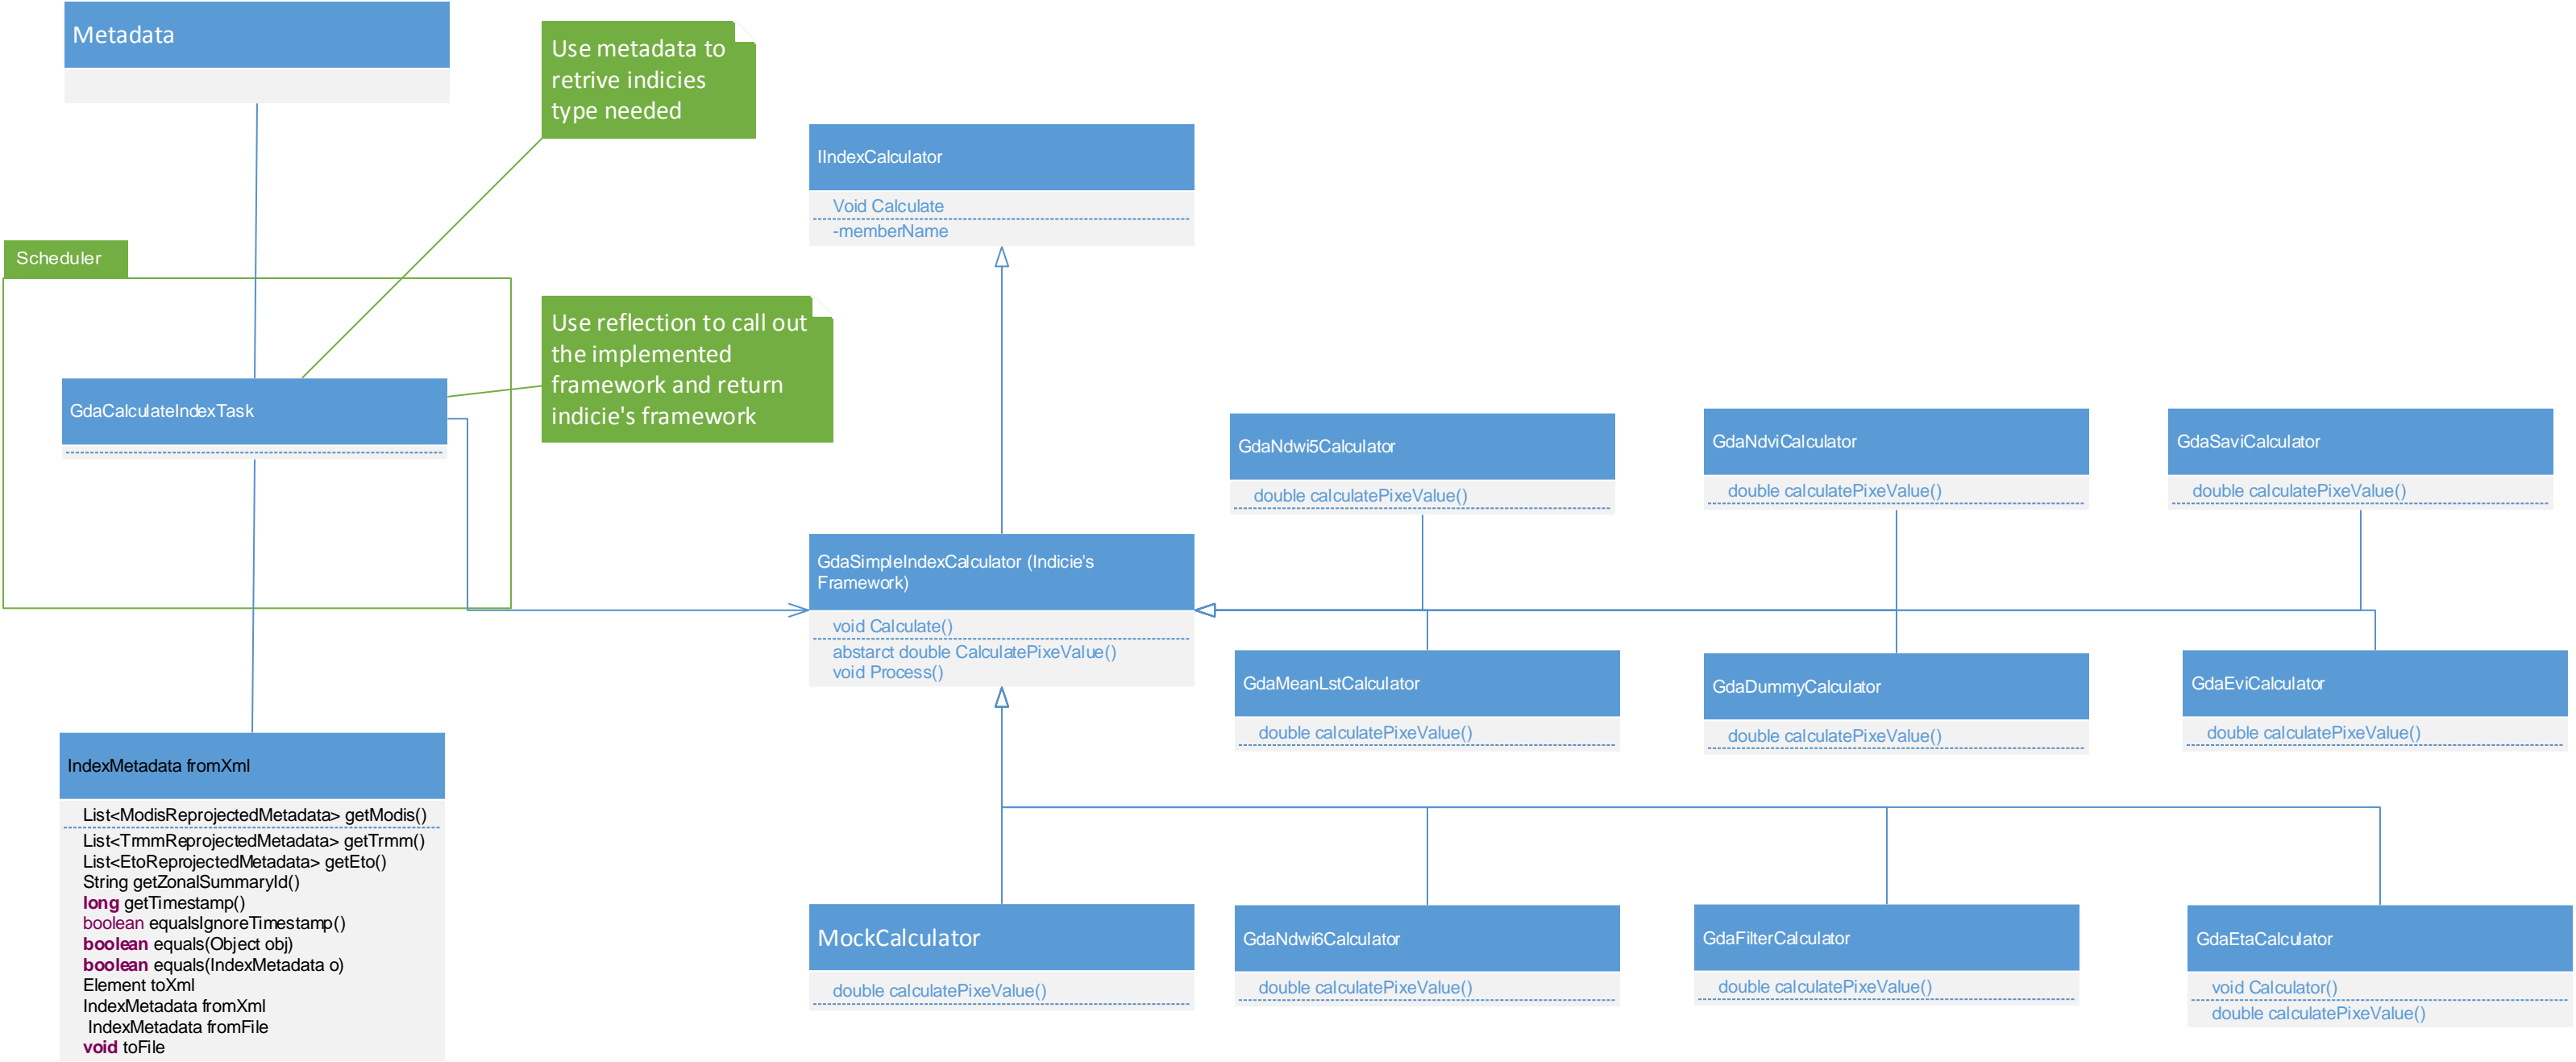 Metadata
Use metadata to
retrive indicies
type needed
IIndexCalculator
Void Calculate
-memberName
Scheduler
Use reflection to call out
the implemented
framework and return
indicie's framework
GdaCalculateIndexTask
GdaNdwi5Calculator
double calculatePixeValue()
GdaNdviCalculator
double calculatePixeValue()
GdaSaviCalculator
double calculatePixeValue()
GdaSimpleIndexCalculator (Indicie's
Framework)
void Calculate()
abstarct double CalculatePixeValue()
void Process()
GdaMeanLstCalculator
double calculatePixeValue()
GdaDummyCalculator
double calculatePixeValue()
GdaEviCalculator
double calculatePixeValue()
IndexMetadata fromXml
List<ModisReprojectedMetadata> getModis()
List<TrmmReprojectedMetadata> getTrmm()
List<EtoReprojectedMetadata> getEto()
String getZonalSummaryId()
long getTimestamp()
boolean equalsIgnoreTimestamp()
boolean equals(Object obj)
boolean equals(IndexMetadata o)
Element toXml
IndexMetadata fromXml
IndexMetadata fromFile
void toFile
MockCalculator
double calculatePixeValue()
GdaNdwi6Calculator
double calculatePixeValue()
GdaFilterCalculator
double calculatePixeValue()
GdaEtaCalculator
void Calculator()
double calculatePixeValue()